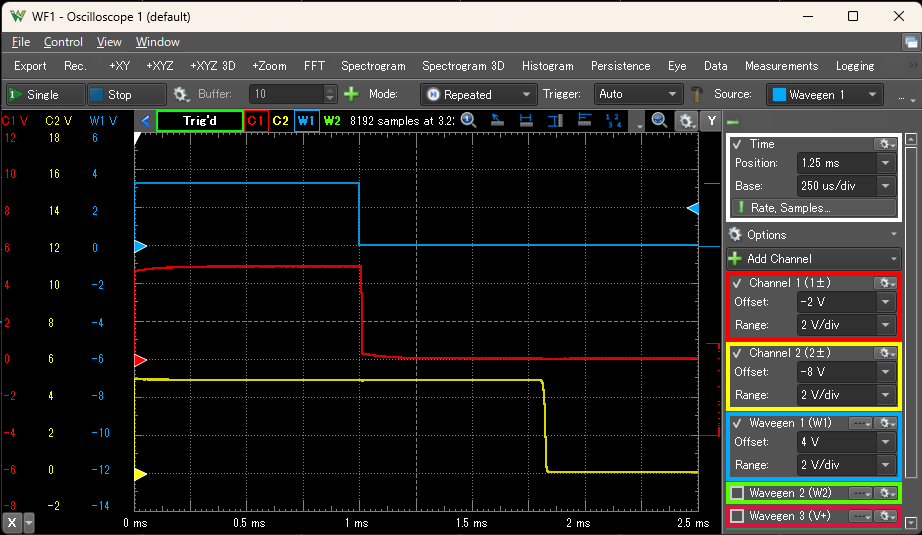 WF1 - Oscilloscope 1 (default)
File Control View Window
Export Rec. +XY +XYZ +XYZ 3D +Zoom FFT Spectrogram Spectrogram 3D Histogram Persistence Eye Data Measurements Logging
Single Stop Buffer: 10 Mode: Repeated Trigger: Auto Source: Wavegen 1
C1 V C2 V W1 V Trig'd C1 C2 W1 W2 8192 samples at 3.2 Y
12 18 6
10 16 4
8 14 2
6 12 0
4 10 -2
2 8 -4
0 6 -6
-2 4 -8
-4 2 -10
-6 0 -12
-8 -2 -14
X 0 ms 0.5 ms 1 ms 1.5 ms 2 ms 2.5 ms
Time
Position: 1.25 ms
Base: 250 us/div
Rate, Samples...
Options
Add Channel
Channel 1 (1±)
Offset: -2 V
Range: 2 V/div
Channel 2 (2±)
Offset: -8 V
Range: 2 V/div
Wavegen 1 (W1) ---
Offset: 4 V
Range: 2 V/div
Wavegen 2 (W2) ---
Wavegen 3 (V+) ---